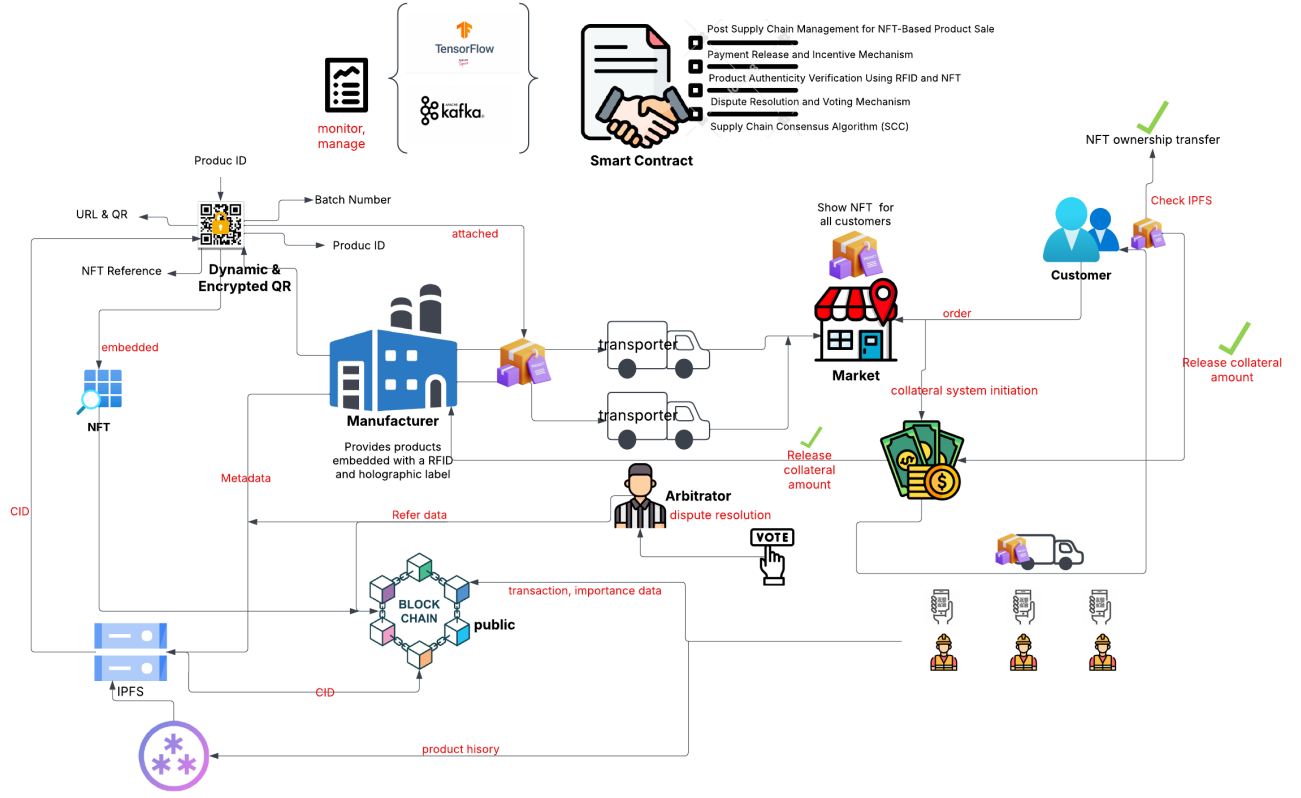 TensorFlow
APACHE
kafka
monitor,
manage
Post Supply Chain Management for NFT-Based Product Sale
Payment Release and Incentive Mechanism
Product Authenticity Verification Using RFID and NFT
Dispute Resolution and Voting Mechanism
Supply Chain Consensus Algorithm (SCC)
Smart Contract
NFT ownership transfer
Check IPFS
Produc ID
Batch Number
URL & QR
attached
Produc ID
NFT Reference
Dynamic &
Encrypted QR
Show NFT for
all customers
Customer
embedded
NFT
transporter
order
Market
Release collateral
amount
collateral system initiation
transporter
Manufacturer
Provides products
embedded with a RFID
and holographic label
Release
collateral
amount
Metadata
Arbitrator
dispute resolution
Refer data
CID
VOTE
transaction, importance data
BLOCK
CHAIN
public
IPFS
CID
product hisory